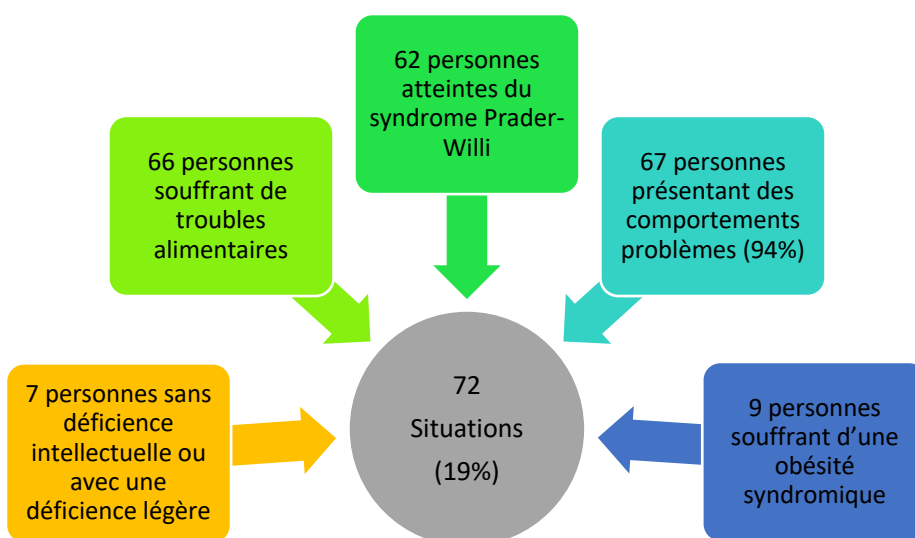 62 personnes
atteintes du
syndrome Prader-
Willi
66 personnes
souffrant de
troubles
alimentaires
67 personnes
présentant des
comportements
problèmes (94%)
7 personnes sans
déficience
intellectuelle ou
avec une
déficience légère
72
Situations
(19%)
9 personnes
souffrant d’une
obésité
syndromique